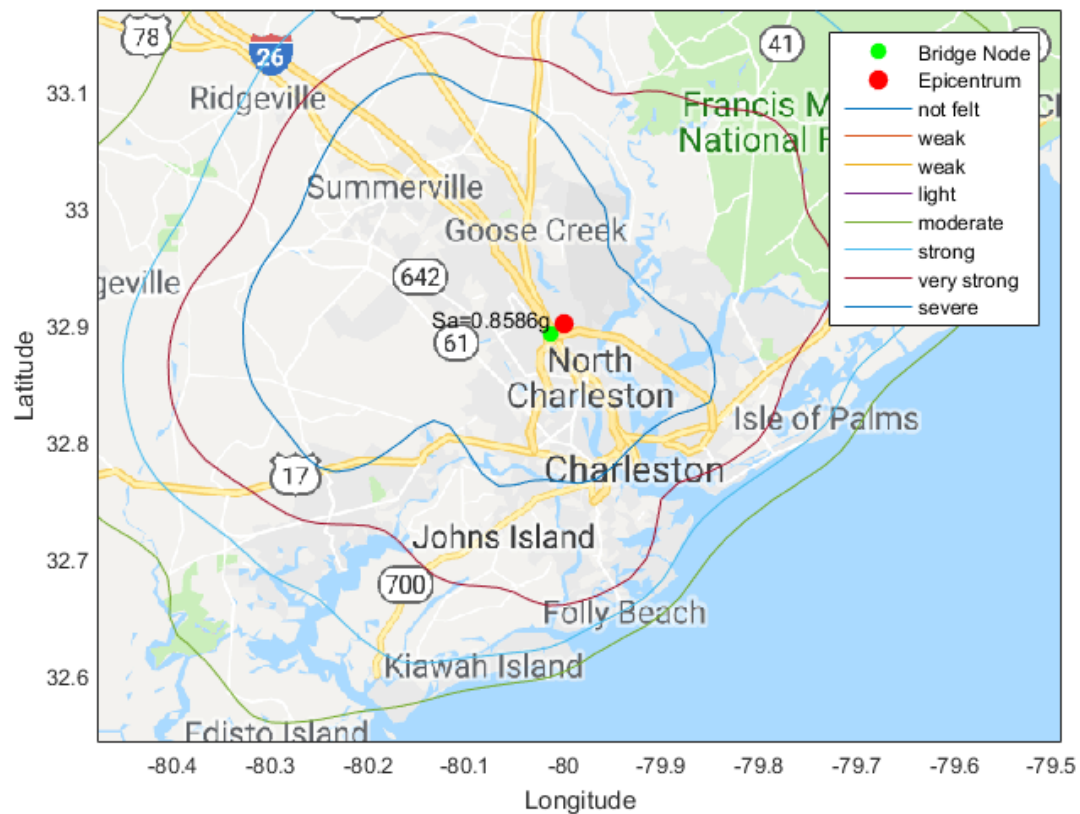 78
26
Ridgeville
33.1
41
Francis M
National F
Bridge Node
Epicentrum
not felt
weak
weak
light
moderate
strong
very strong
severe
Summerville
33
Goose Creek
642
geville
Sa=0.8586g
61
32.9
North
Charleston
Isle of Palms
32.8
17
Charleston
Johns Island
32.7
700
Folly Beach
Kiawah Island
32.6
Edisto Island
Latitude
-80.4
-80.3
-80.2
-80.1
-80
-79.9
-79.8
-79.7
-79.6
-79.5
Longitude